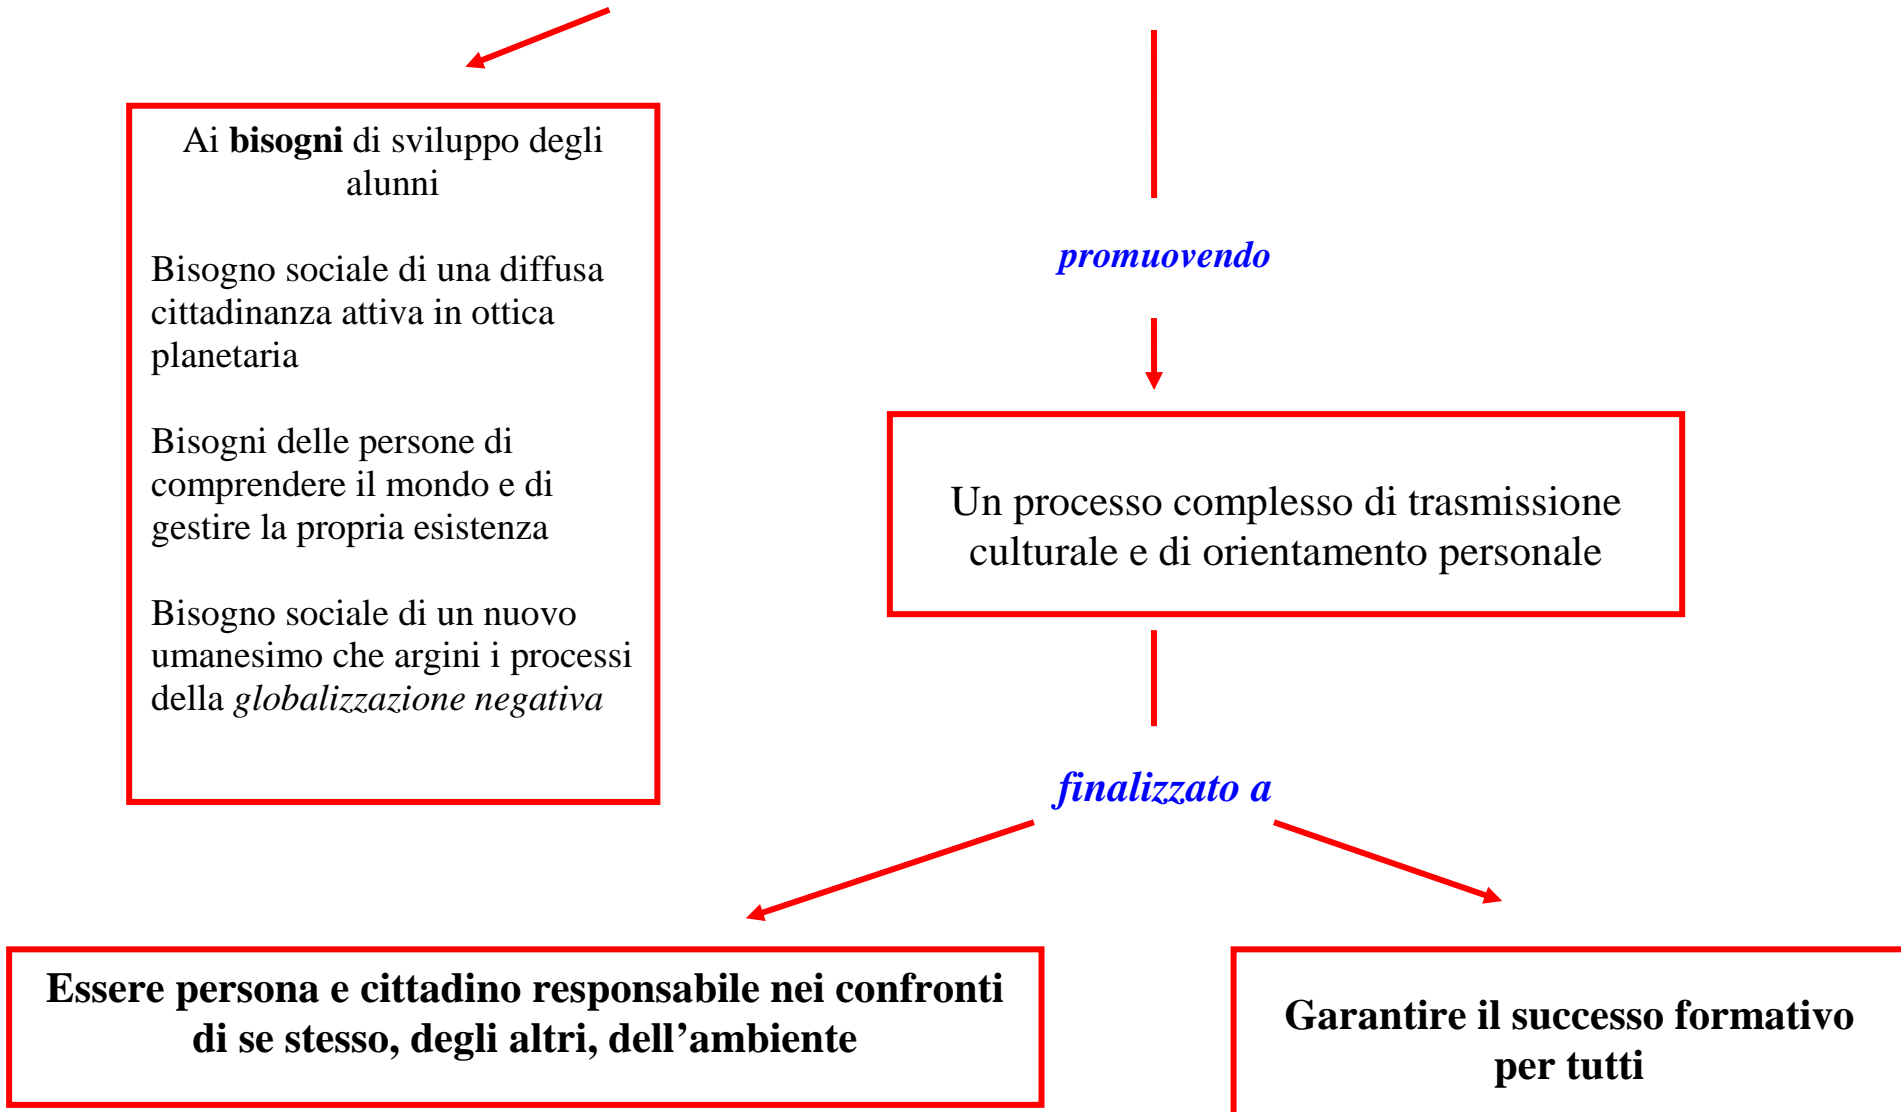 Ai bisogni di sviluppo degli
alunni
Bisogno sociale di una diffusa
cittadinanza attiva in ottica
planetaria
Bisogni delle persone di
comprendere il mondo e di
gestire la propria esistenza
Bisogno sociale di un nuovo
umanesimo che argini i processi
della globalizzazione negativa
promuovendo
Un processo complesso di trasmissione
culturale e di orientamento personale
finalizzato a
Essere persona e cittadino responsabile nei confronti
di se stesso, degli altri, dell’ambiente
Garantire il successo formativo
per tutti